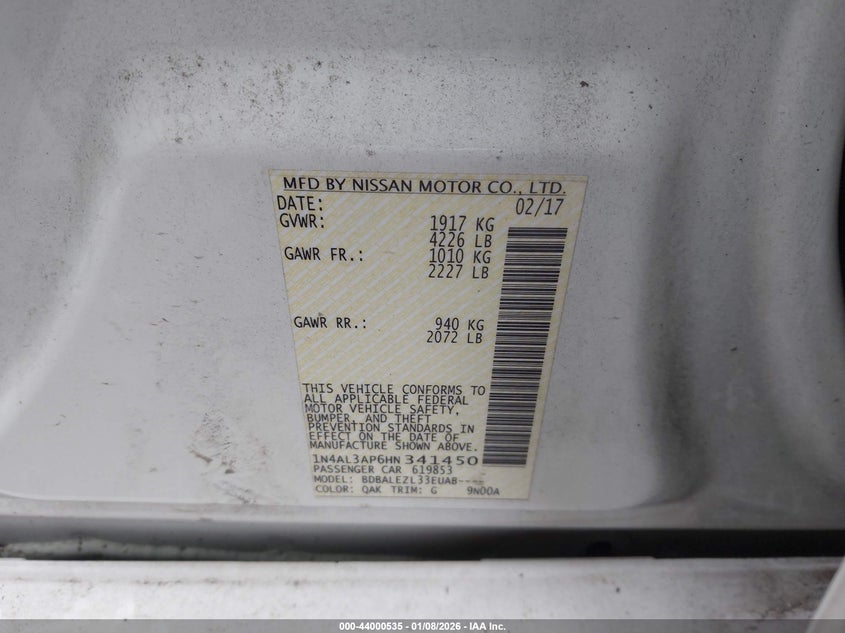 MFD BY NISSAN MOTOR CO., LTD.
DATE: 02/17
GVWR: 1917 KG
4226 LB
GAWR FR.: 1010 KG
2227 LB
GAWR RR.: 940 KG
2072 LB
THIS VEHICLE CONFORMS TO
ALL APPLICABLE FEDERAL
MOTOR VEHICLE SAFETY,
BUMPER, AND THEFT
PREVENTION STANDARDS IN
EFFECT ON THE DATE OF
MANUFACTURE SHOWN ABOVE.
1N4AL3AP6HN341450
PASSENGER CAR 619853
MODEL: BDBALEZL33EUAB----
COLOR: QAK TRIM: G 9N00A
000-44000535 - 01/08/2026 - IAA Inc.